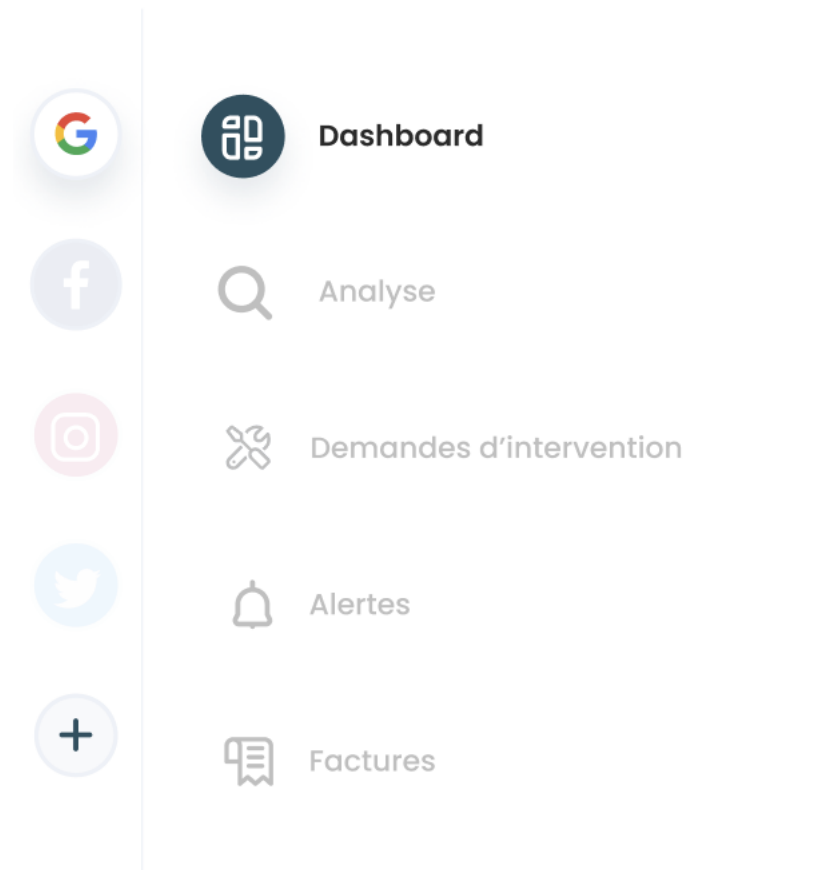 Dashboard
Analyse
Demandes d’intervention
Alertes
Factures